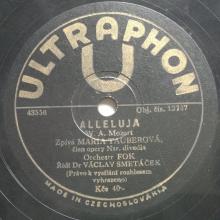 ULTRAPHON
U
43556
Obj. čís. 13247
ALLELUJA
W. A. Mozart
Zpívá MARIA TAUBEROVÁ,
člen opery Nár. divadla
Orchestr FOK
Řídí Dr VÁCLAV SMETÁČEK
(Právo k vysílání rozhlasem
vyhrazeno)
Kčs 40·-
MADE IN CZECHOSLOVAKIA